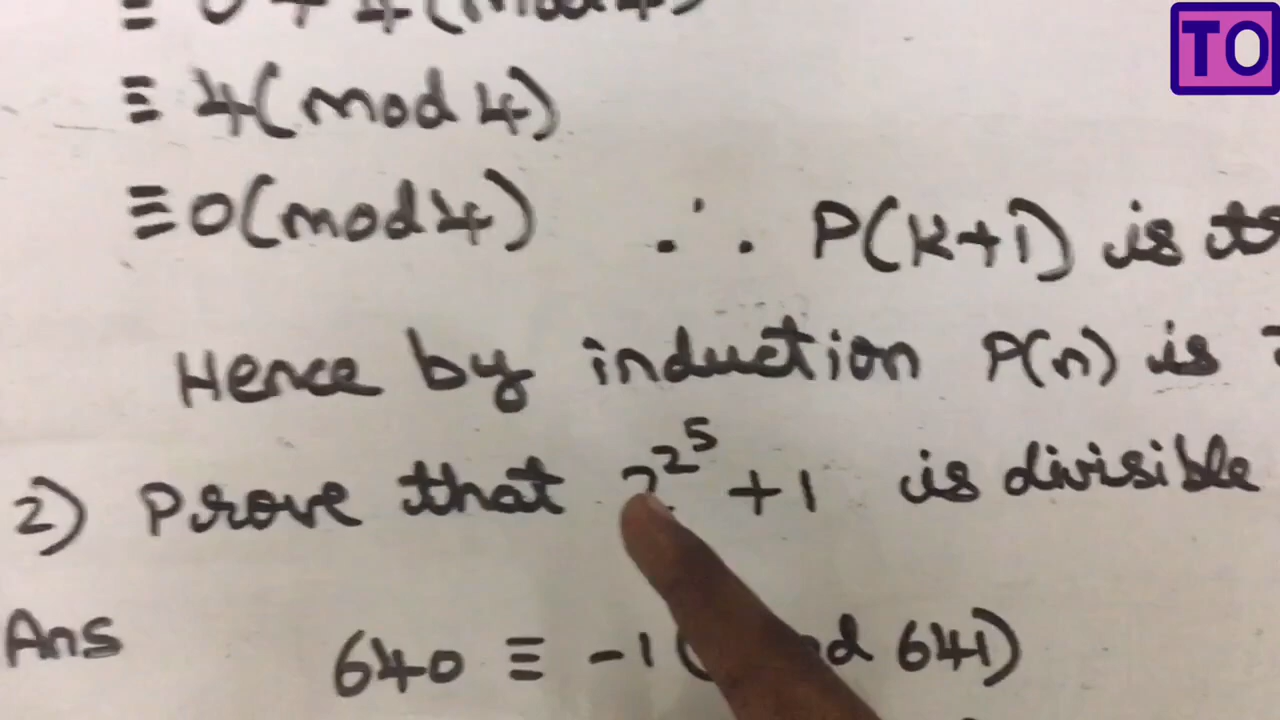 ≡ 4 (mod 4)
≡ 0 (mod 4) ∴ P(k+1) is
Hence by induction P(n) is
2) Prove that 2^2^5 + 1 is divisible
Ans
640 ≡ -1 (mod 641)
TO